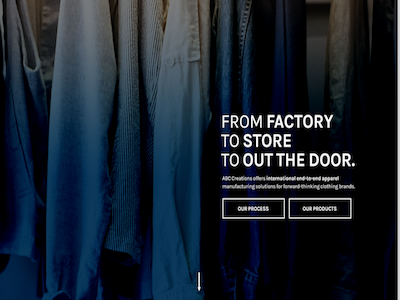 FROM FACTORY
TO STORE
TO OUT THE DOOR.
ABC Creations offers international end-to-end apparel
manufacturing solutions for forward-thinking clothing brands.
OUR PROCESS
OUR PRODUCTS